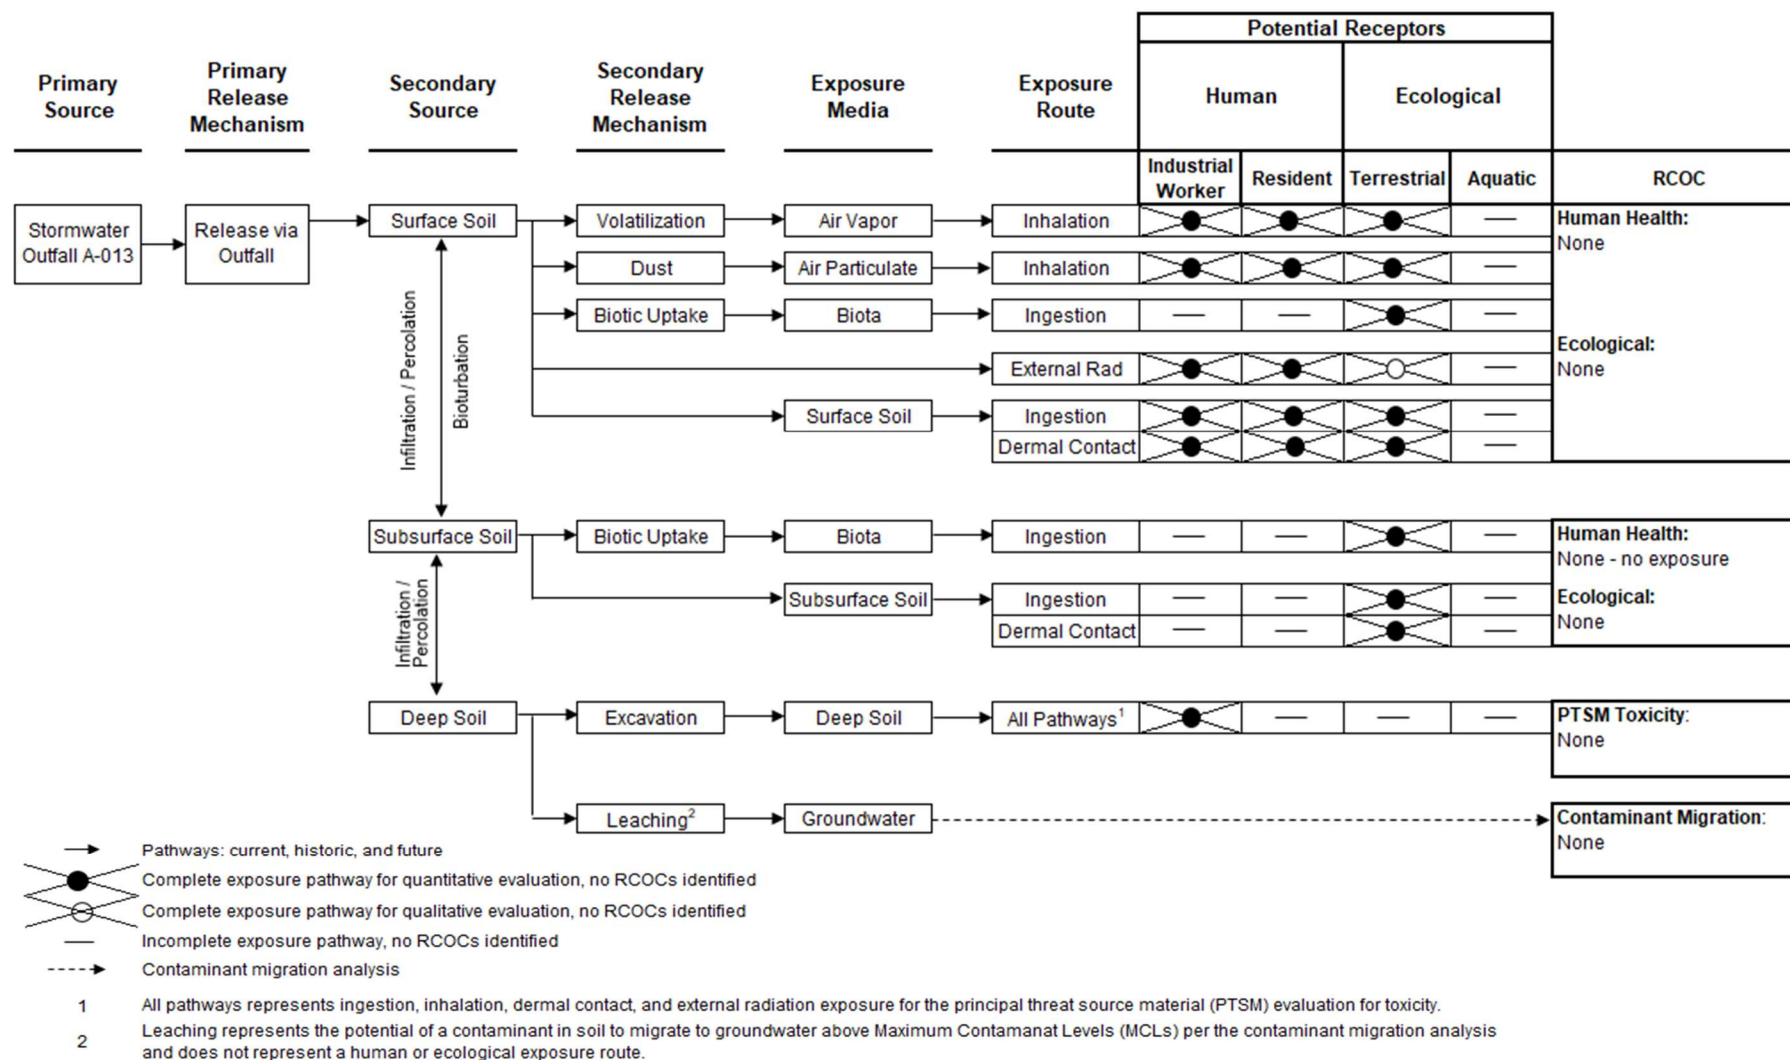 Potential Receptors
Primary
Source
Primary
Release
Mechanism
Secondary
Source
Secondary
Release
Mechanism
Exposure
Media
Exposure
Route
Human
Ecological
Industrial
Worker
Resident
Terrestrial
Aquatic
RCOC
Stormwater
Outfall A-013
Release via
Outfall
Surface Soil
Volatilization
Air Vapor
Inhalation
—
Human Health:
None
Dust
Air Particulate
Inhalation
—
Biotic Uptake
Biota
Ingestion
— — —
Ecological:
None
External Rad
—
Surface Soil
Ingestion
—
Dermal Contact
—
Infiltration / Percolation
Bioturbation
Subsurface Soil
Biotic Uptake
Biota
Ingestion
— — —
Human Health:
None - no exposure
Subsurface Soil
Ingestion
— — —
Dermal Contact
— — —
Ecological:
None
Infiltration /
Percolation
Deep Soil
Excavation
Deep Soil
All Pathways1
— — —
PTSM Toxicity:
None
Leaching2
Groundwater
Contaminant Migration:
None
Pathways: current, historic, and future
Complete exposure pathway for quantitative evaluation, no RCOCs identified
Complete exposure pathway for qualitative evaluation, no RCOCs identified
— Incomplete exposure pathway, no RCOCs identified
Contaminant migration analysis
1 All pathways represents ingestion, inhalation, dermal contact, and external radiation exposure for the principal threat source material (PTSM) evaluation for toxicity.
2 Leaching represents the potential of a contaminant in soil to migrate to groundwater above Maximum Contamanat Levels (MCLs) per the contaminant migration analysis
and does not represent a human or ecological exposure route.